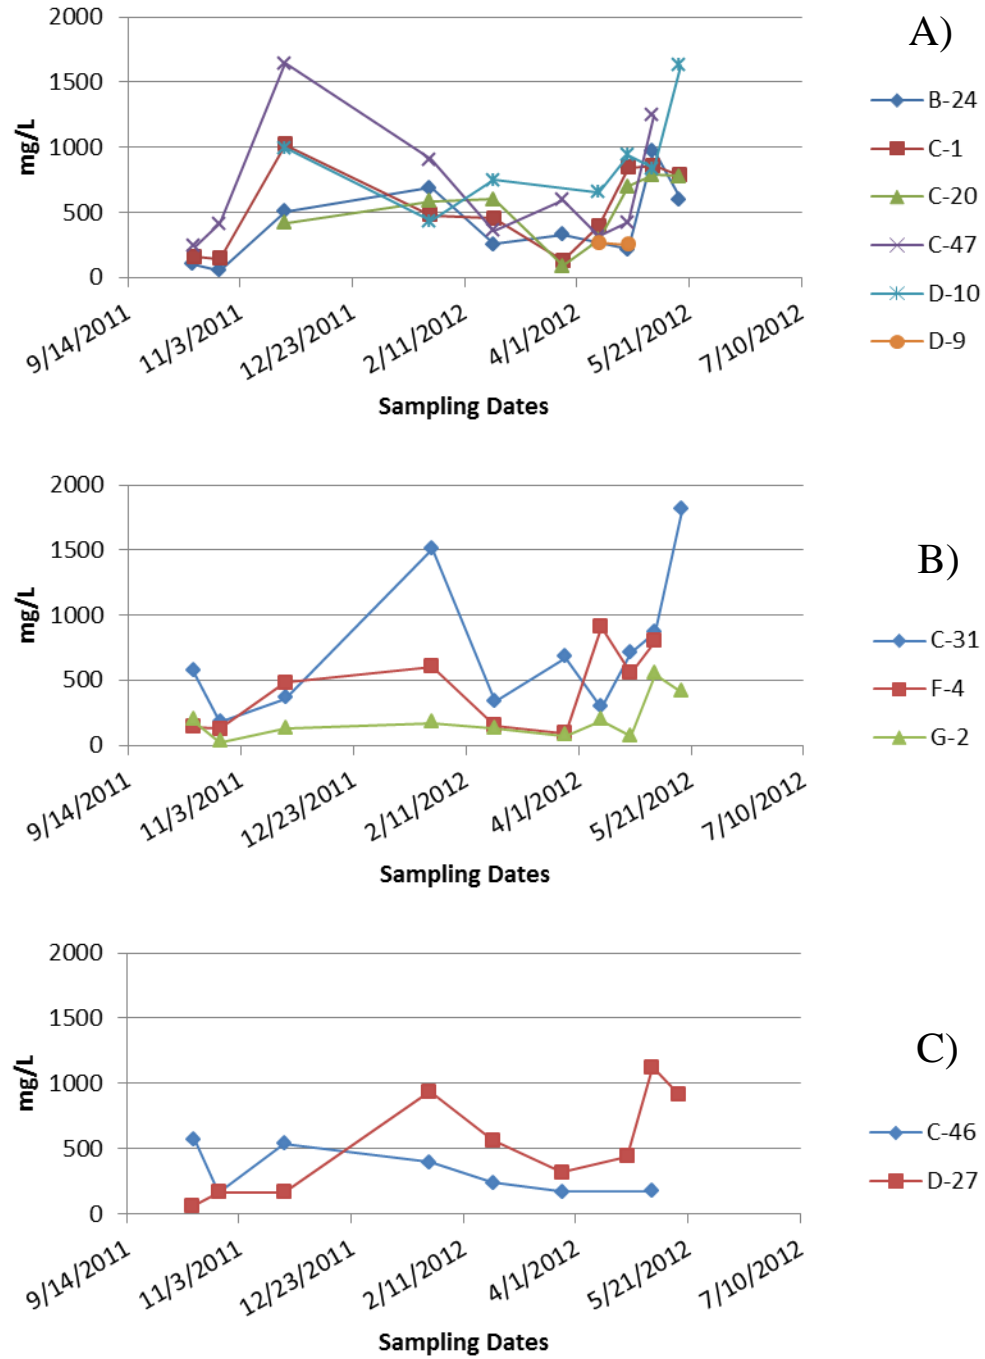 A)
2000
1500
1000
500
0
mg/L
9/14/2011
11/3/2011
12/23/2011
2/11/2012
4/1/2012
5/21/2012
7/10/2012
Sampling Dates
B-24
C-1
C-20
C-47
D-10
D-9
B)
2000
1500
1000
500
0
mg/L
9/14/2011
11/3/2011
12/23/2011
2/11/2012
4/1/2012
5/21/2012
7/10/2012
Sampling Dates
C-31
F-4
G-2
C)
2000
1500
1000
500
0
mg/L
9/14/2011
11/3/2011
12/23/2011
2/11/2012
4/1/2012
5/21/2012
7/10/2012
Sampling Dates
C-46
D-27